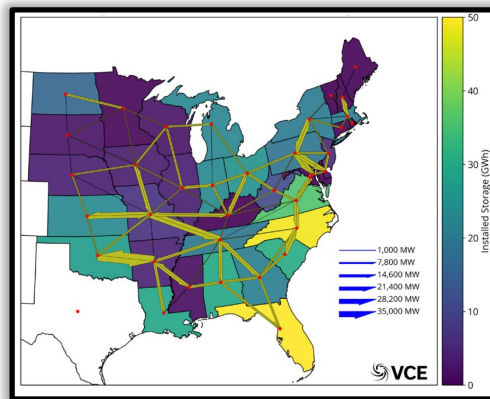 50
40
30
20
10
0
Installed Storage (GWh)
1,000 MW
7,800 MW
14,600 MW
21,400 MW
28,200 MW
35,000 MW
VCE